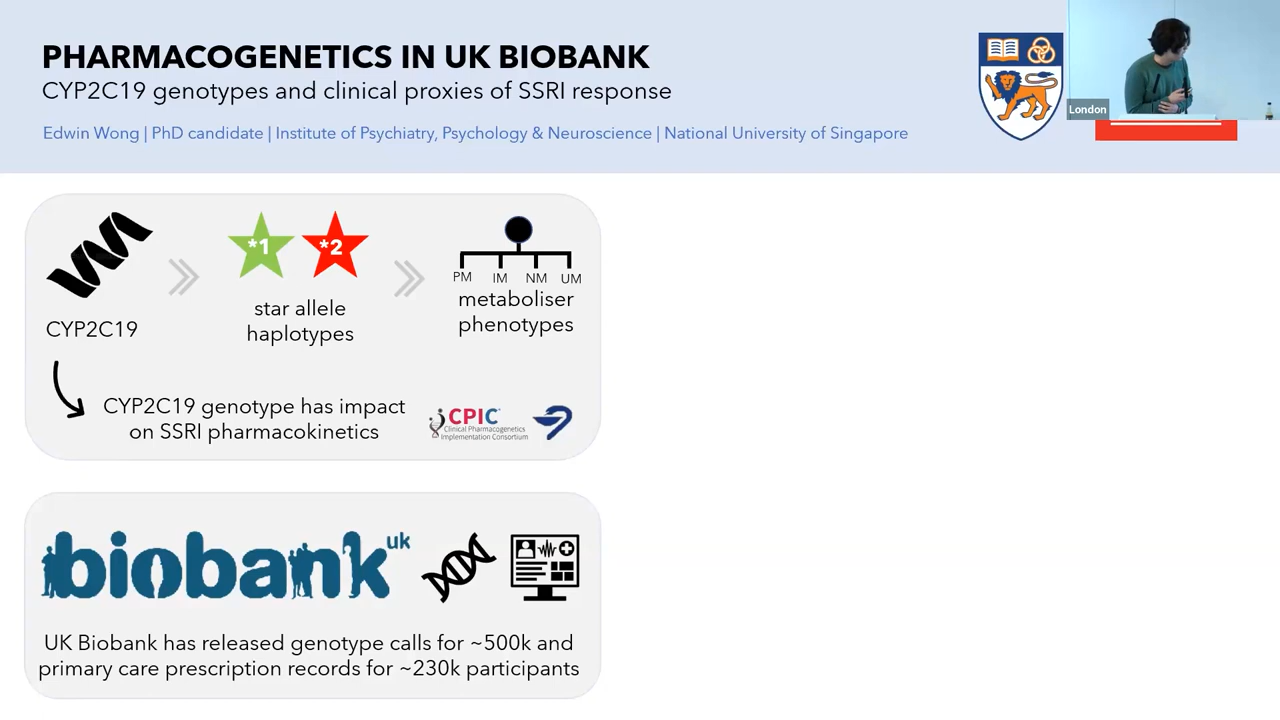 PHARMACOGENETICS IN UK BIOBANK
CYP2C19 genotypes and clinical proxies of SSRI response
Edwin Wong | PhD candidate | Institute of Psychiatry, Psychology & Neuroscience | National University of Singapore
London
*1 *2
PM IM NM UM
star allele
haplotypes
metaboliser
phenotypes
CYP2C19
CYP2C19 genotype has impact
on SSRI pharmacokinetics
CPIC
Clinical Pharmacogenetics
Implementation Consortium
biobank uk
UK Biobank has released genotype calls for ~500k and
primary care prescription records for ~230k participants